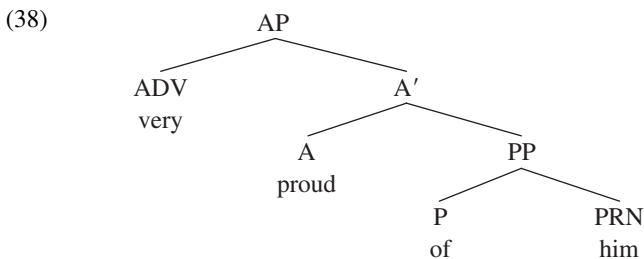 (38) AP
ADV A′
very
A PP
proud
P PRN
of him